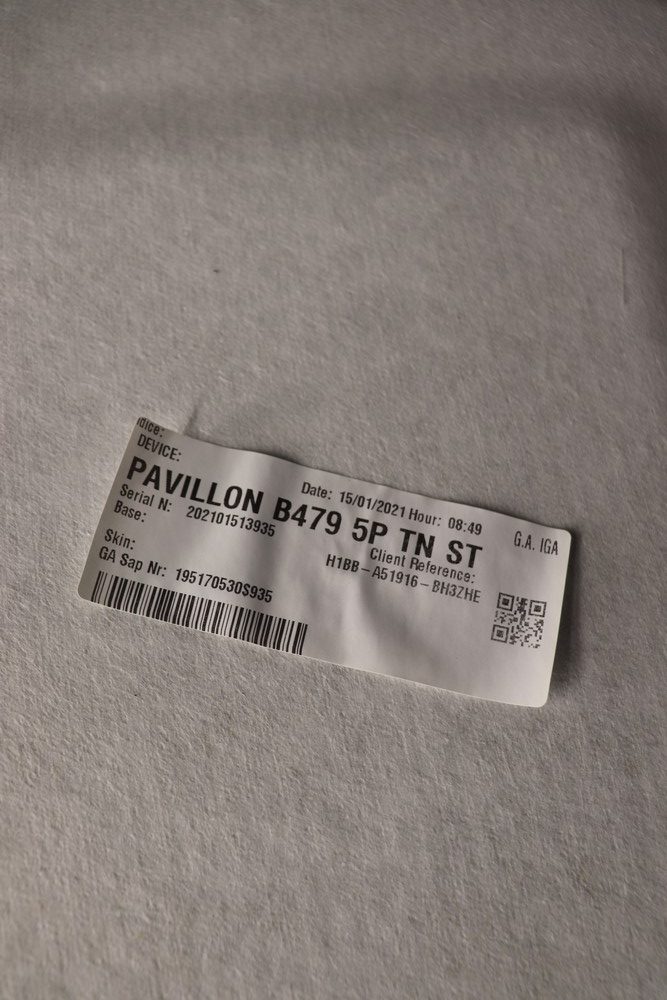 dice:
DEVICE:
Date: 15/01/2021 Hour: 08:49
G.A. IGA
PAVILLON B479 5P TN ST
Serial N: 202101513935
Client Reference:
Base:
H1BB-A51916-BH3ZHE
Skin:
GA Sap Nr: 195170530S935